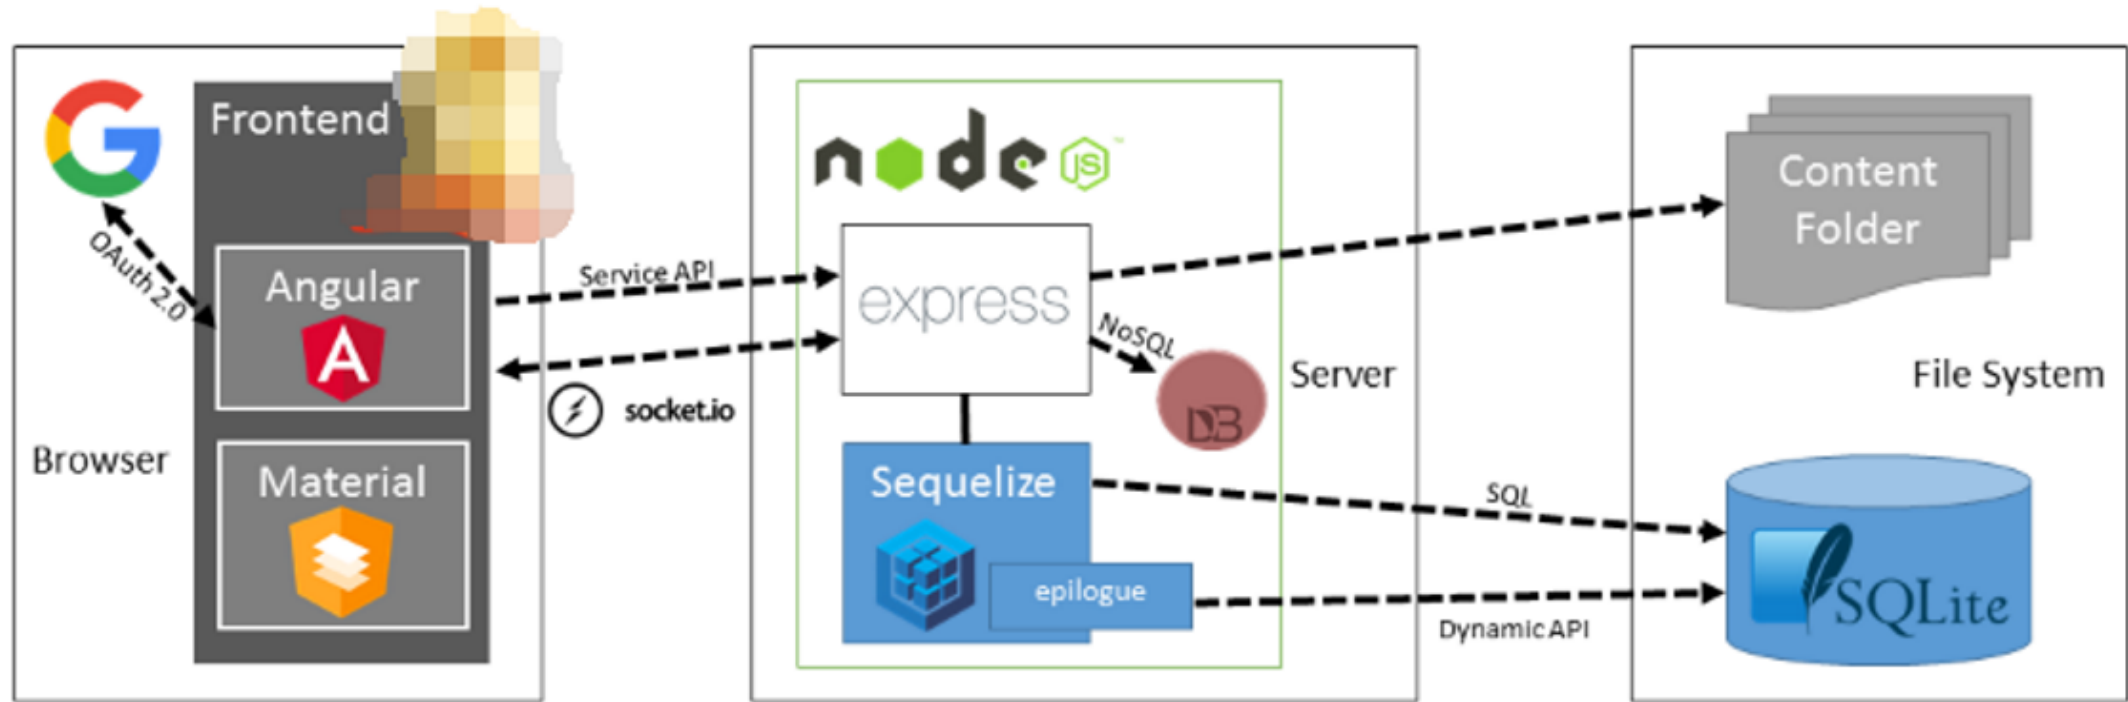 Frontend
OAuth 2.0
Angular
Material
Browser
Service API
socket.io
node
JS
™
express
NoSQL
DB
Server
Sequelize
epilogue
SQL
Dynamic API
Content
Folder
File System
SQLite